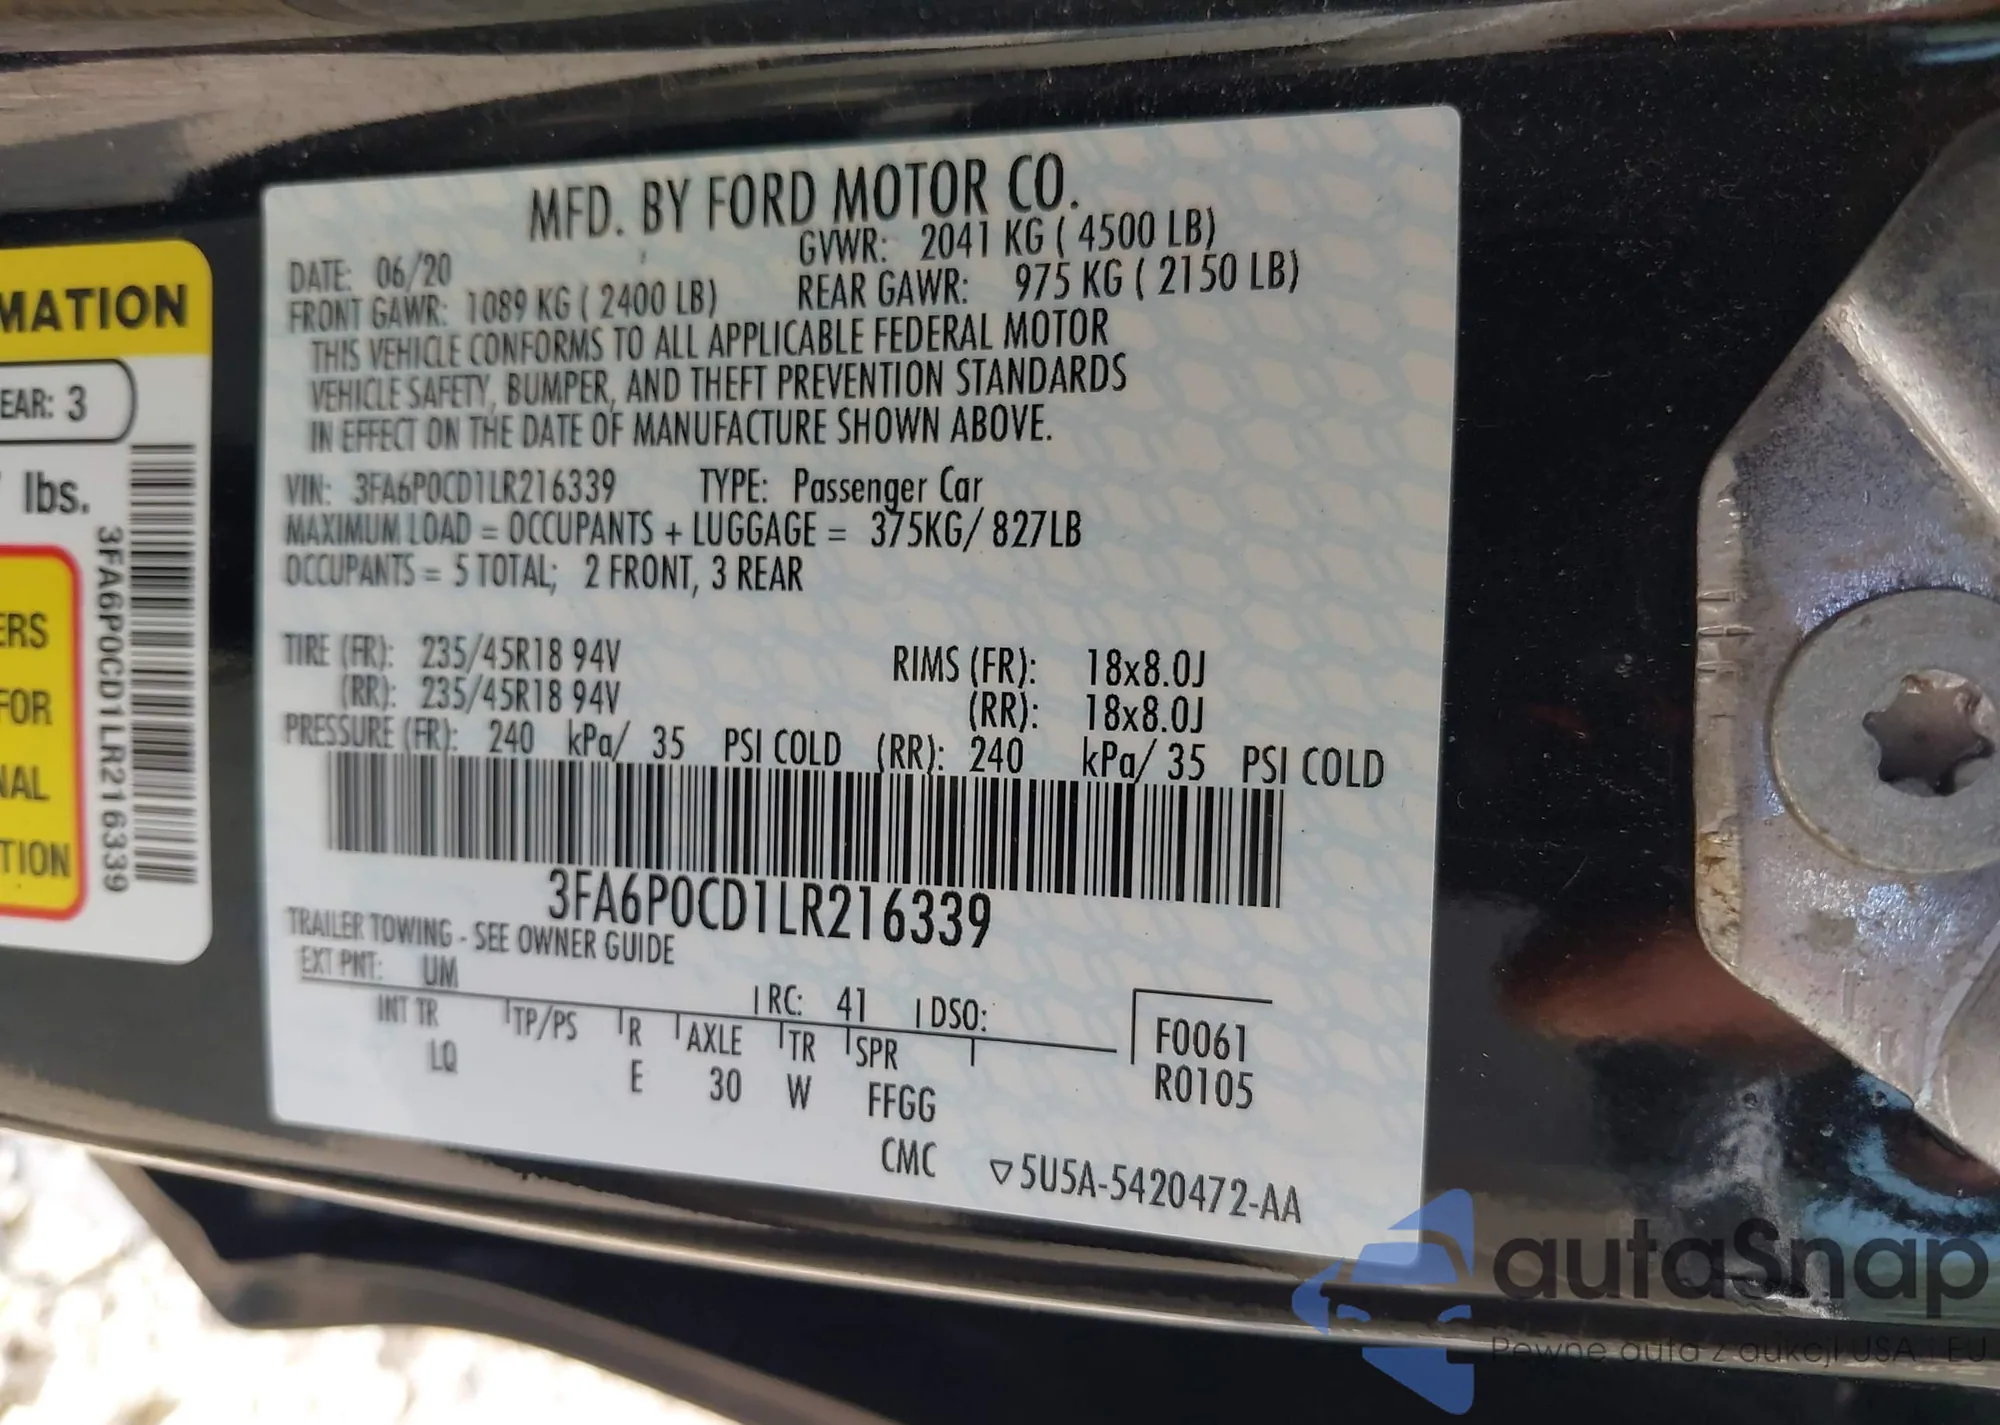 MATION
EAR: 3
lbs.
ERS
FOR
NAL
TION
3FA6P0CD1LR216339
MFD. BY FORD MOTOR CO.
DATE: 06/20 GVWR: 2041 KG ( 4500 LB)
FRONT GAWR: 1089 KG ( 2400 LB) REAR GAWR: 975 KG ( 2150 LB)
THIS VEHICLE CONFORMS TO ALL APPLICABLE FEDERAL MOTOR
VEHICLE SAFETY, BUMPER, AND THEFT PREVENTION STANDARDS
IN EFFECT ON THE DATE OF MANUFACTURE SHOWN ABOVE.
VIN: 3FA6P0CD1LR216339 TYPE: Passenger Car
MAXIMUM LOAD = OCCUPANTS + LUGGAGE = 375KG/ 827LB
OCCUPANTS = 5 TOTAL; 2 FRONT, 3 REAR
TIRE (FR): 235/45R18 94V RIMS (FR): 18x8.0J
(RR): 235/45R18 94V (RR): 18x8.0J
PRESSURE (FR): 240 kPa/ 35 PSI COLD (RR): 240 kPa/ 35 PSI COLD
3FA6P0CD1LR216339
TRAILER TOWING - SEE OWNER GUIDE
EXT PNT: UM RC: 41 DSO:
INT TR TP/PS R AXLE TR SPR F0061
LQ E 30 W FFGG R0105
CMC ▽5U5A-5420472-AA
autaSnap
Pewne auta z aukcji USA i EU